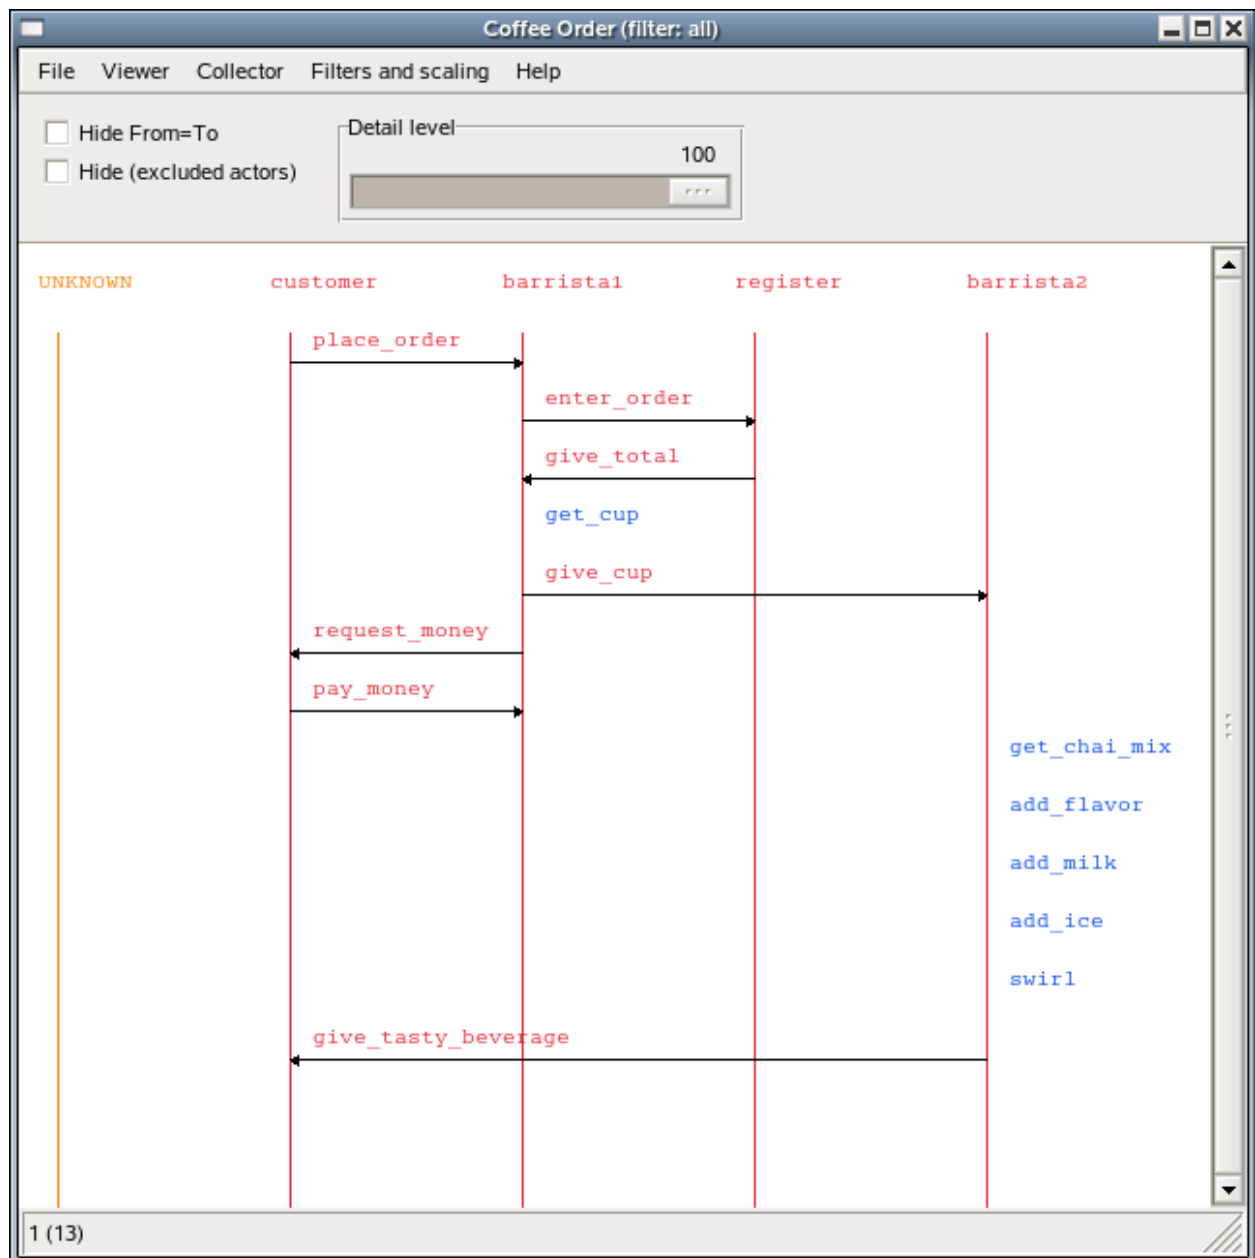 Coffee Order (filter: all)
File Viewer Collector Filters and scaling Help
Hide From=To
Hide (excluded actors)
Detail level
100
UNKNOWN customer barrista1 register barrista2
place_order
enter_order
give_total
get_cup
give_cup
request_money
pay_money
get_chai_mix
add_flavor
add_milk
add_ice
swirl
give_tasty_beverage
1 (13)